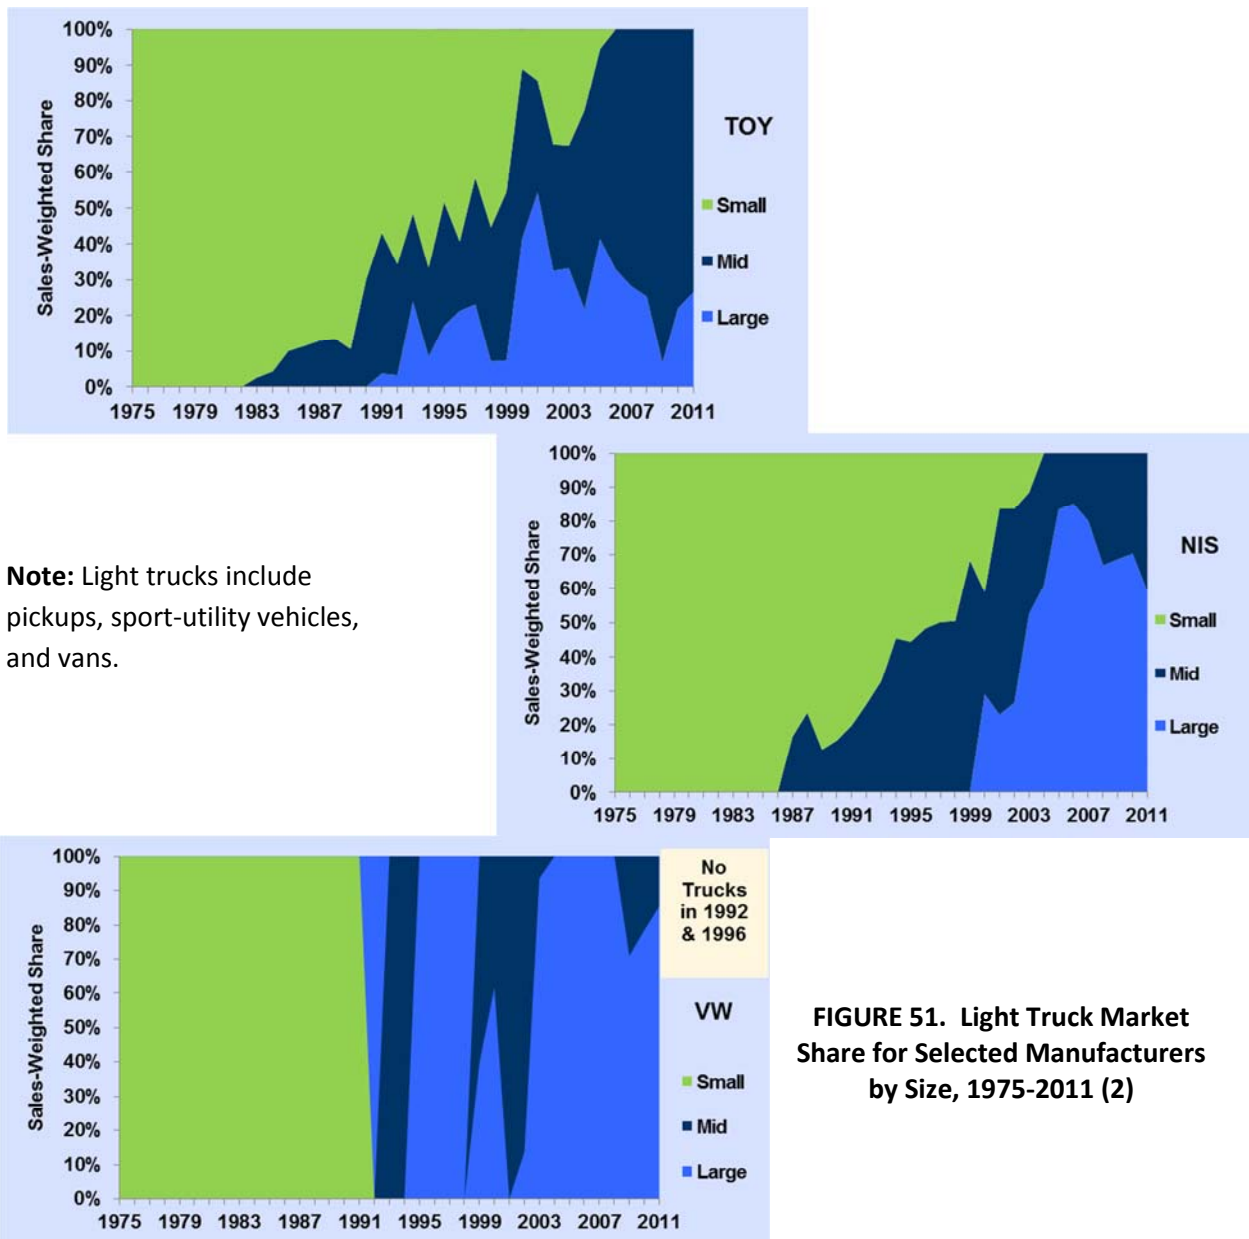 100%
90%
80%
70%
60%
50%
40%
30%
20%
10%
0%
Sales-Weighted Share
1975 1979 1983 1987 1991 1995 1999 2003 2007 2011
TOY
Small
Mid
Large
Note: Light trucks include
pickups, sport-utility vehicles,
and vans.
100%
90%
80%
70%
60%
50%
40%
30%
20%
10%
0%
Sales-Weighted Share
1975 1979 1983 1987 1991 1995 1999 2003 2007 2011
NIS
Small
Mid
Large
100%
90%
80%
70%
60%
50%
40%
30%
20%
10%
0%
Sales-Weighted Share
1975 1979 1983 1987 1991 1995 1999 2003 2007 2011
No
Trucks
in 1992
& 1996
VW
Small
Mid
Large
FIGURE 51. Light Truck Market
Share for Selected Manufacturers
by Size, 1975-2011 (2)